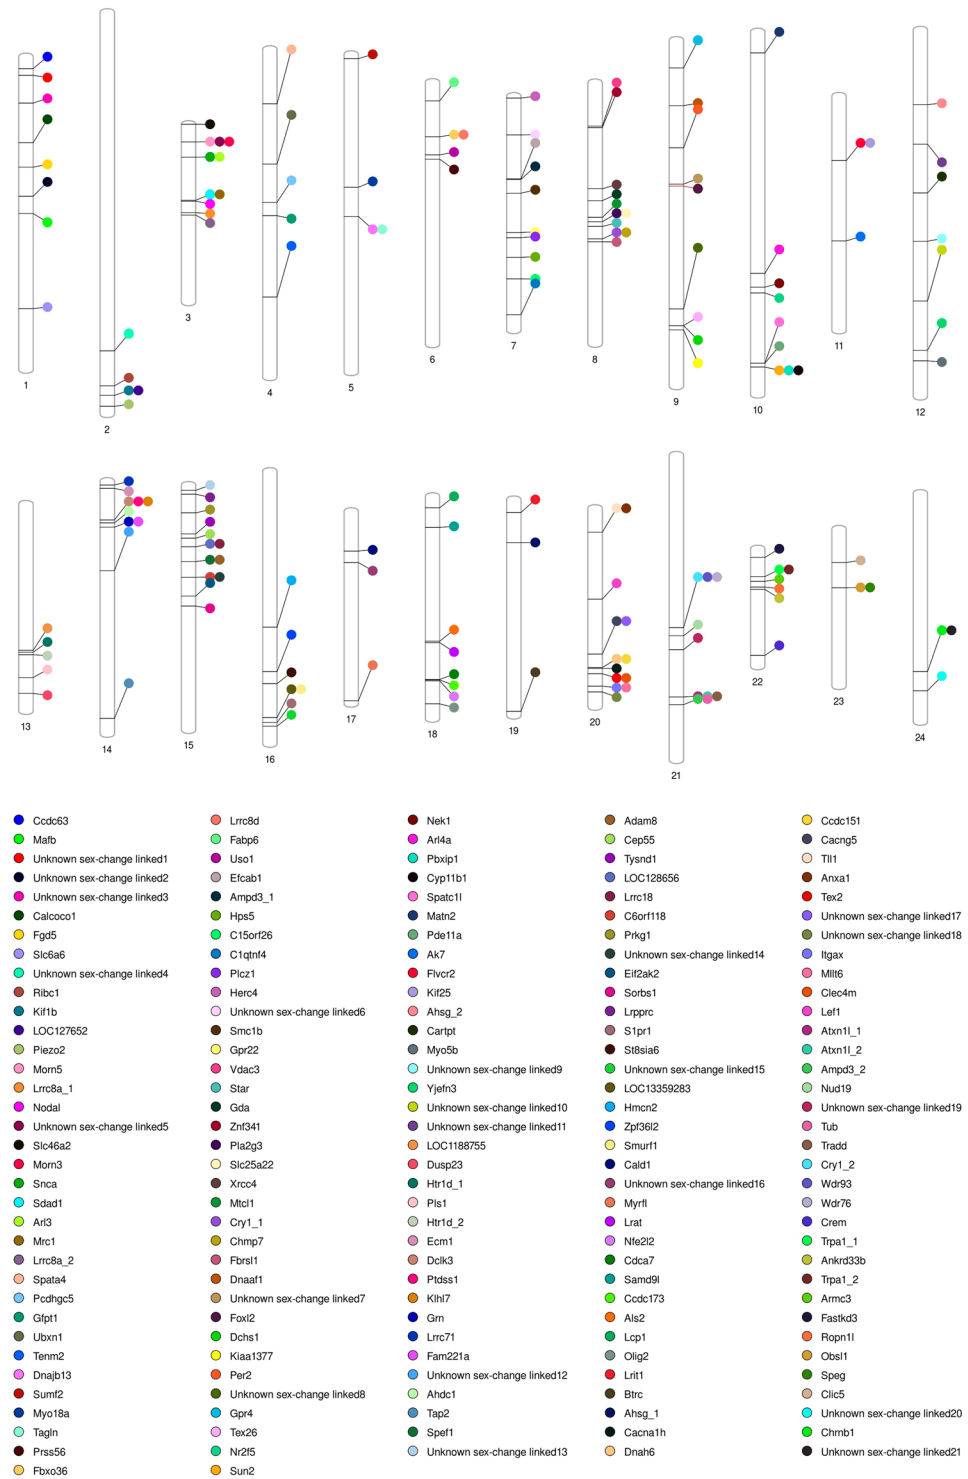 1
2
3
4
5
6
7
8
9
10
11
12
13
14
15
16
17
18
19
20
21
22
23
24
Ccdc63
Mafb
Unknown sex-change linked1
Unknown sex-change linked2
Unknown sex-change linked3
Calcoco1
Fgd5
Slc6a6
Unknown sex-change linked4
Ribc1
Kif1b
LOC127652
Piezo2
Morn5
Lrrc8a_1
Nodal
Unknown sex-change linked5
Slc46a2
Morn3
Snca
Sdad1
Arl3
Mrc1
Lrrc8a_2
Spata4
Pcdhgc5
Gfpt1
Ubxn1
Tenm2
Dnajb13
Sumf2
Myo18a
Tagln
Prss56
Fbxo36
Lrrc8d
Fabp6
Uso1
Efcab1
Ampd3_1
Hps5
C15orf26
C1qtnf4
Plcz1
Herc4
Unknown sex-change linked6
Smc1b
Gpr22
Vdac3
Star
Gda
Znf341
Pla2g3
Slc25a22
Xrcc4
Mtcl1
Cry1_1
Chmp7
Fbrsl1
Dnaaf1
Unknown sex-change linked7
Foxl2
Dchs1
Kiaa1377
Per2
Unknown sex-change linked8
Gpr4
Tex26
Nr2f5
Sun2
Nek1
Arl4a
Pbxip1
Cyp11b1
Spatc1l
Matn2
Pde11a
Ak7
Flvcr2
Kif25
Ahsg_2
Cartpt
Myo5b
Unknown sex-change linked9
Yjefn3
Unknown sex-change linked10
Unknown sex-change linked11
LOC1188755
Dusp23
Htr1d_1
Pls1
Htr1d_2
Ecm1
Dclk3
Ptdss1
Klhl7
Grn
Lrrc71
Fam221a
Unknown sex-change linked12
Ahdc1
Tap2
Spef1
Unknown sex-change linked13
Adam8
Cep55
Tysnd1
LOC128656
Lrrc18
C6orf118
Prkg1
Unknown sex-change linked14
Eif2ak2
Sorbs1
Lrpprc
S1pr1
St8sia6
Unknown sex-change linked15
LOC13359283
Hmcn2
Zpf36l2
Smurf1
Cald1
Unknown sex-change linked16
Myrfl
Lrat
Nfe2l2
Cdca7
Samd9l
Ccdc173
Als2
Lcp1
Olig2
Lrit1
Btrc
Ahsg_1
Cacna1h
Dnah6
Ccdc151
Cacng5
Tll1
Anxa1
Tex2
Unknown sex-change linked17
Unknown sex-change linked18
Itgax
Mllt6
Clec4m
Lef1
Atxn1l_1
Atxn1l_2
Ampd3_2
Nud19
Unknown sex-change linked19
Tub
Tradd
Cry1_2
Wdr93
Wdr76
Crem
Trpa1_1
Ankrd33b
Trpa1_2
Armc3
Fastkd3
Ropn1l
Obsl1
Speg
Clic5
Unknown sex-change linked20
Chrnb1
Unknown sex-change linked21